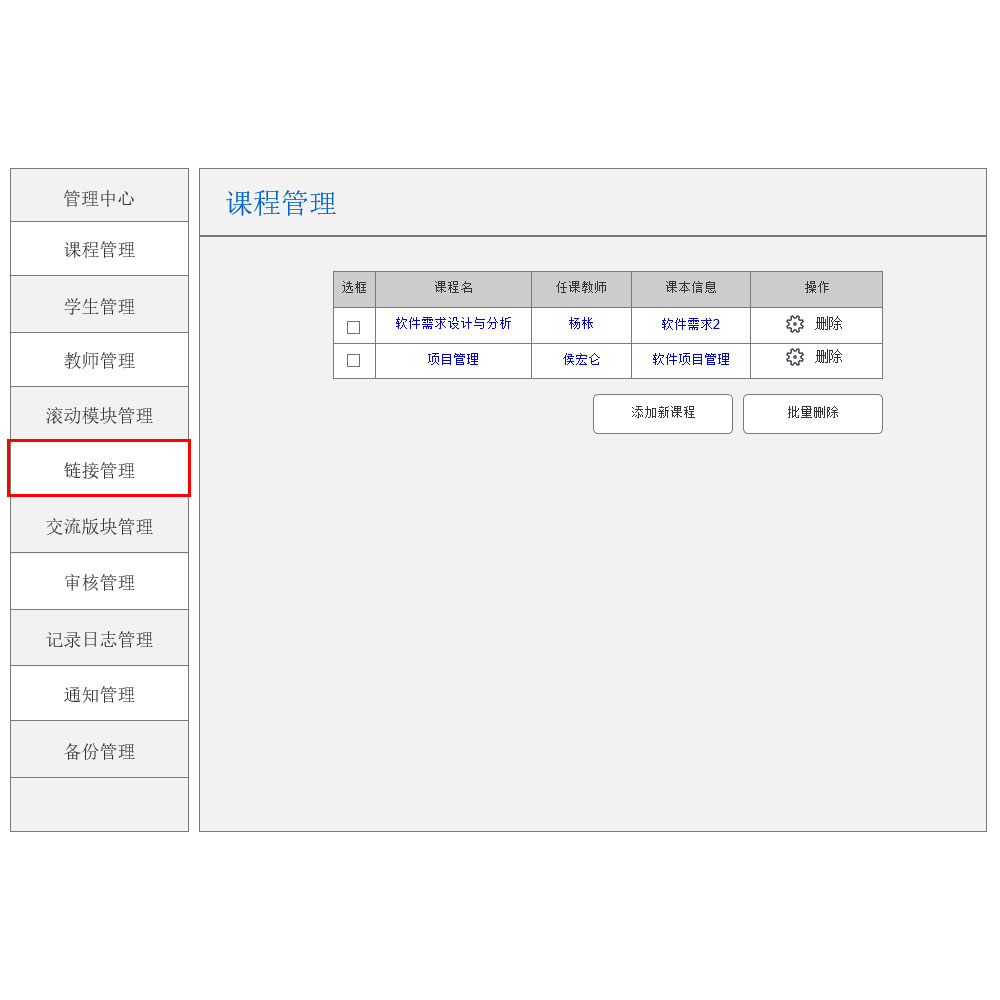 管理中心
课程管理
学生管理
教师管理
滚动模块管理
链接管理
交流版块管理
审核管理
记录日志管理
通知管理
备份管理
课程管理
选框 课程名 任课教师 课本信息 操作
软件需求设计与分析 杨枨 软件需求2 删除
项目管理 侯宏仑 软件项目管理 删除
添加新课程 批量删除